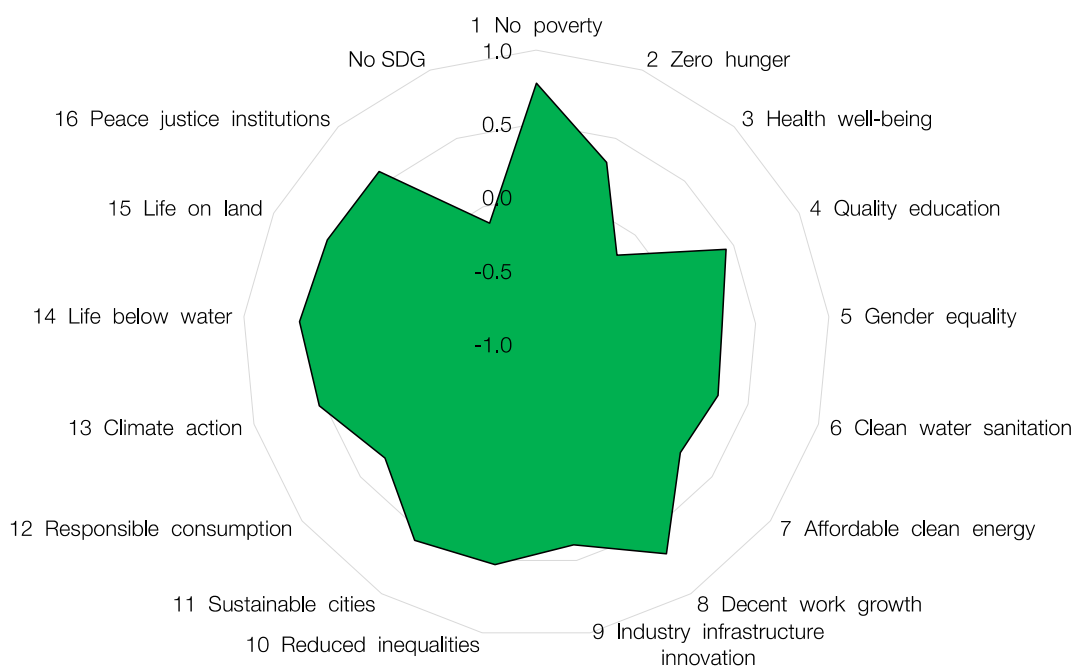 1 No poverty
2 Zero hunger
3 Health well-being
4 Quality education
5 Gender equality
6 Clean water sanitation
7 Affordable clean energy
8 Decent work growth
9 Industry infrastructure
innovation
10 Reduced inequalities
11 Sustainable cities
12 Responsible consumption
13 Climate action
14 Life below water
15 Life on land
16 Peace justice institutions
No SDG
1.0
0.5
0.0
-0.5
-1.0